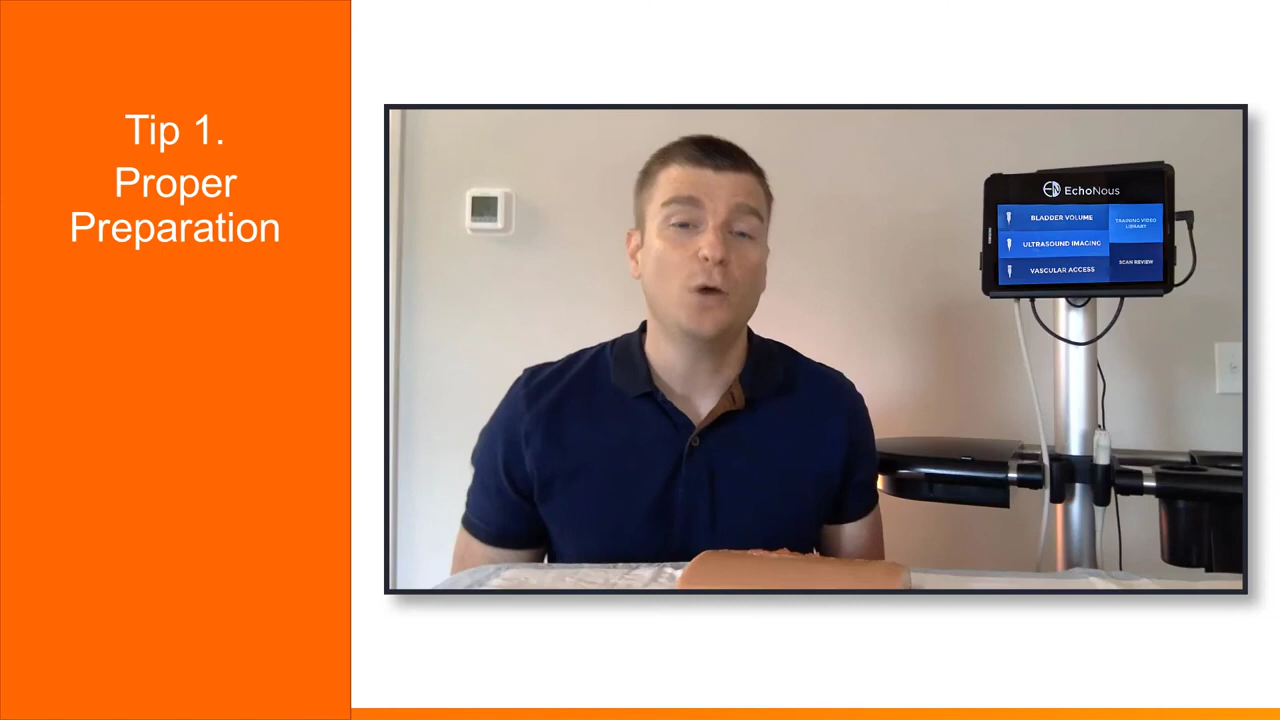 Tip 1.
Proper
Preparation
EchoNous
BLADDER VOLUME
ULTRASOUND IMAGING
VASCULAR ACCESS
TRAINING VIDEO
LIBRARY
SCAN REVIEW